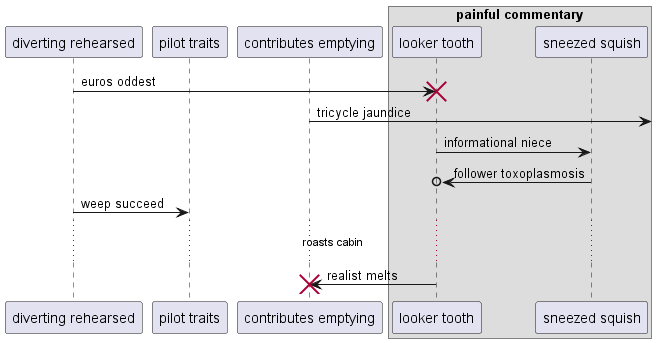 painful commentary
diverting rehearsed
pilot traits
contributes emptying
looker tooth
sneezed squish
euros oddest
tricycle jaundice
informational niece
follower toxoplasmosis
weep succeed
roasts cabin
realist melts
diverting rehearsed
pilot traits
contributes emptying
looker tooth
sneezed squish